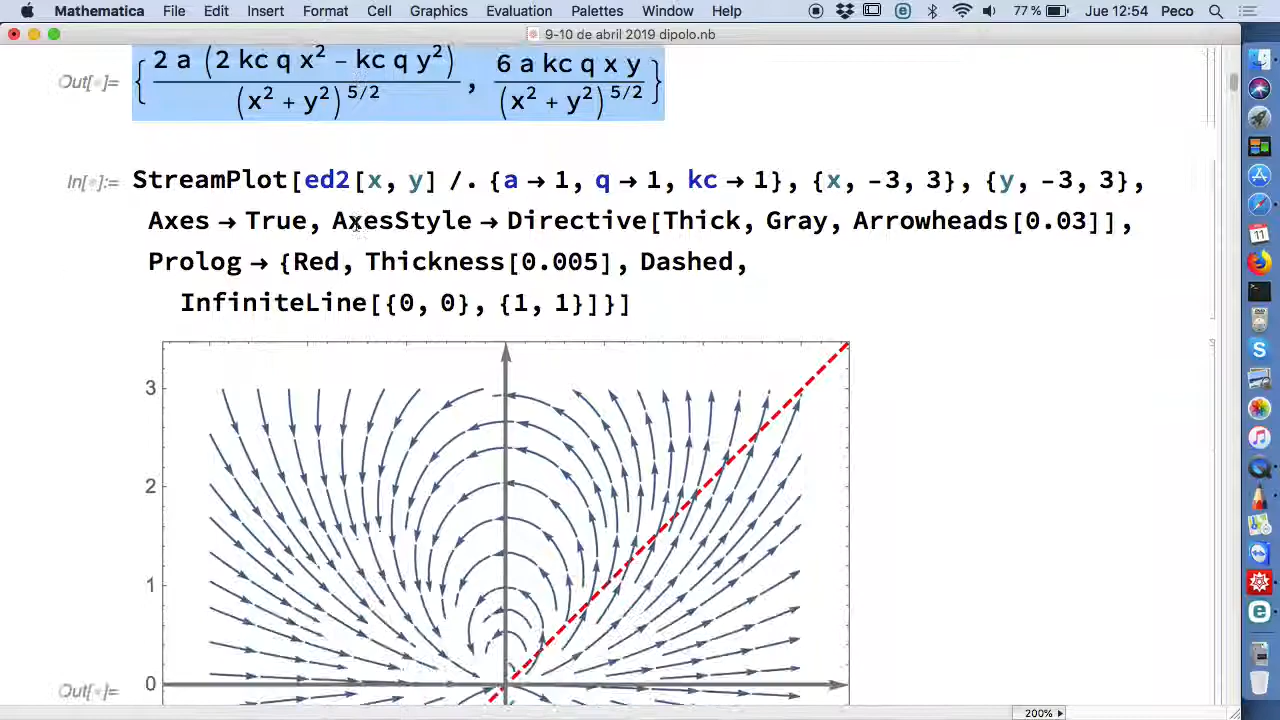 Mathematica File Edit Insert Format Cell Graphics Evaluation Palettes Window Help 77 % Jue 12:54 Peco
9-10 de abril 2019 dipolo.nb
Out[•]= { 2 a (2 kc q x² − kc q y²) / (x² + y²)^5/2 , 6 a kc q x y / (x² + y²)^5/2 }
In[•]:= StreamPlot[ed2[x, y] /. {a → 1, q → 1, kc → 1}, {x, -3, 3}, {y, -3, 3},
Axes → True, AxesStyle → Directive[Thick, Gray, Arrowheads[0.03]],
Prolog → {Red, Thickness[0.005], Dashed,
InfiniteLine[{0, 0}, {1, 1}]}]
3
2
1
0
Out[•]=
200%
11